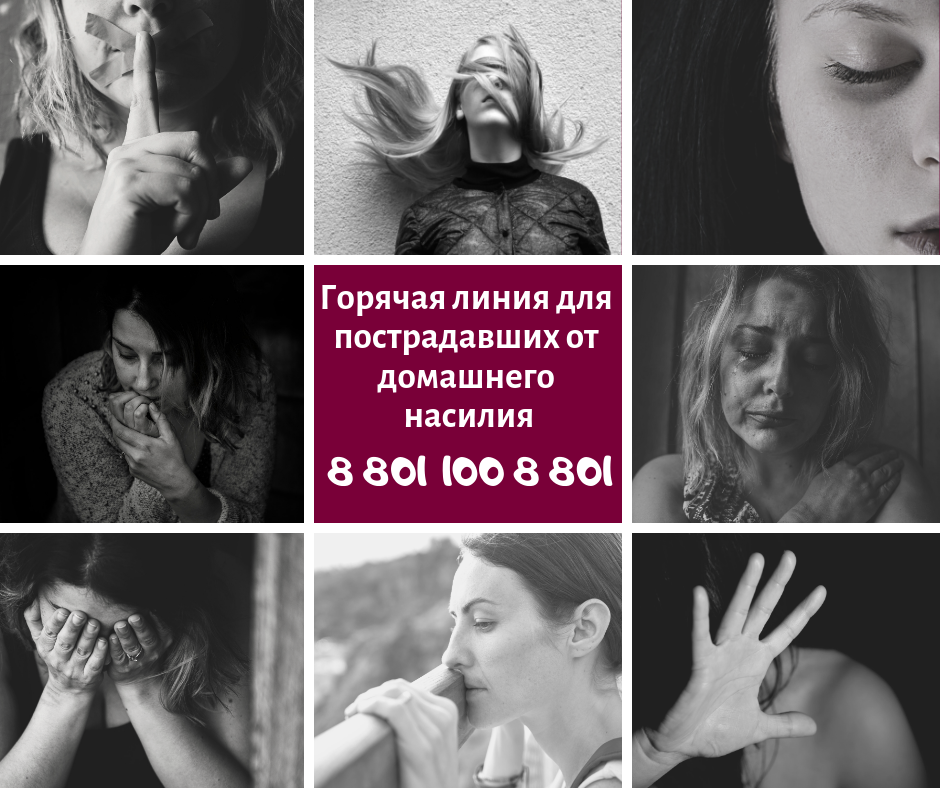 Горячая линия для
пострадавших от
домашнего
насилия
8 801 100 8 801